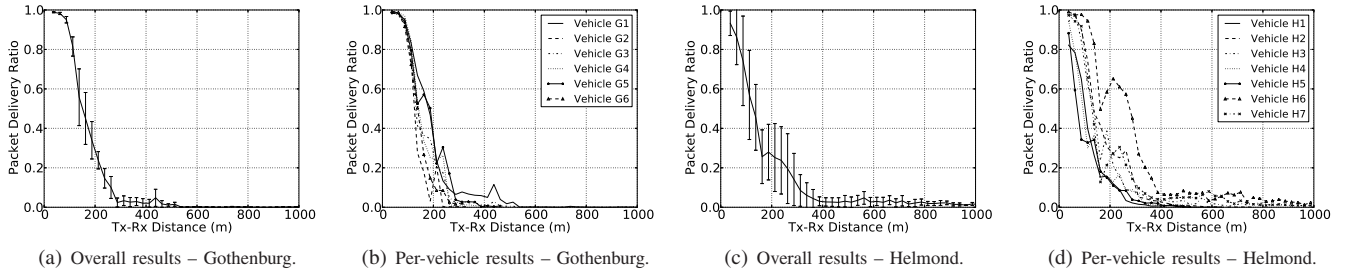 1.0
0.8
0.6
0.4
0.2
0.0
0
200
400
600
800
1000
Packet Delivery Ratio
Tx-Rx Distance (m)
(a) Overall results – Gothenburg.
1.0
0.8
0.6
0.4
0.2
0.0
0
200
400
600
800
1000
Packet Delivery Ratio
Tx-Rx Distance (m)
Vehicle G1
Vehicle G2
Vehicle G3
Vehicle G4
Vehicle G5
Vehicle G6
(b) Per-vehicle results – Gothenburg.
1.0
0.8
0.6
0.4
0.2
0.0
0
200
400
600
800
1000
Packet Delivery Ratio
Tx-Rx Distance (m)
(c) Overall results – Helmond.
1.0
0.8
0.6
0.4
0.2
0.0
0
200
400
600
800
1000
Packet Delivery Ratio
Tx-Rx Distance (m)
Vehicle H1
Vehicle H2
Vehicle H3
Vehicle H4
Vehicle H5
Vehicle H6
Vehicle H7
(d) Per-vehicle results – Helmond.